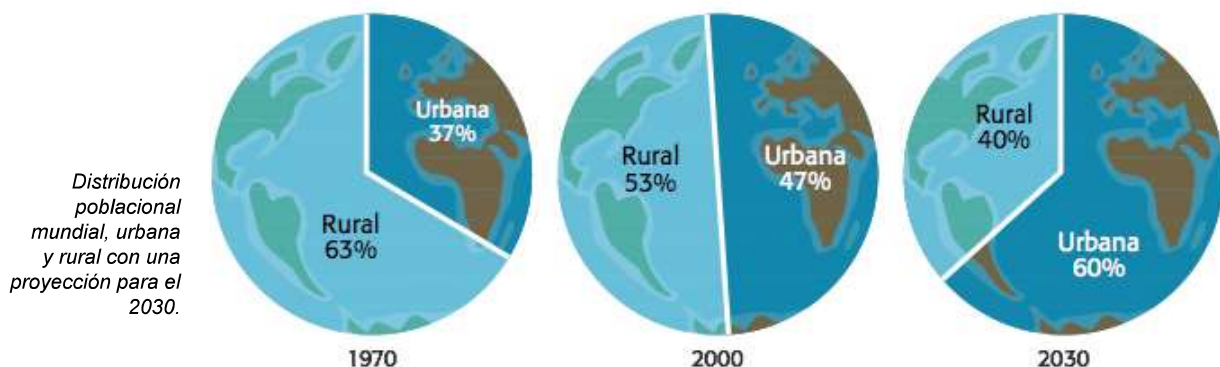 Distribución
poblacional
mundial, urbana
y rural con una
proyección para el
2030.
Urbana
37%
Rural
63%
1970
Rural
53%
Urbana
47%
2000
Rural
40%
Urbana
60%
2030